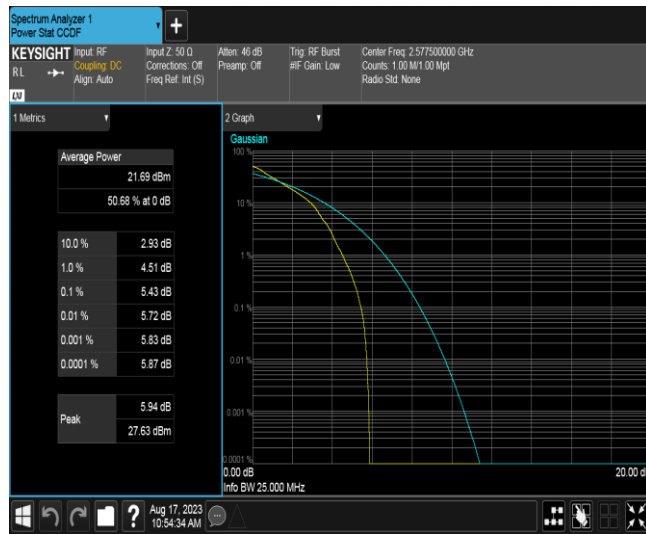 Spectrum Analyzer 1
Power Stat CCDF
+
KEYSIGHT
RL
LXI
Input: RF
Coupling: DC
Align: Auto
Input Z: 50 Ω
Corrections: Off
Freq Ref: Int (S)
Atten: 46 dB
Preamp: Off
Trig: RF Burst
#IF Gain: Low
Center Freq: 2.577500000 GHz
Counts: 1.00 M/1.00 Mpt
Radio Std: None
1 Metrics
Average Power
21.69 dBm
50.68 % at 0 dB
10.0 % 2.93 dB
1.0 % 4.51 dB
0.1 % 5.43 dB
0.01 % 5.72 dB
0.001 % 5.83 dB
0.0001 % 5.87 dB
Peak
5.94 dB
27.63 dBm
2 Graph
Gaussian
100 %
10 %
1 %
0.1 %
0.01 %
0.001 %
0.0001 %
0.00 dB
20.00 d
Info BW 25.000 MHz
?
Aug 17, 2023
10:54:34 AM